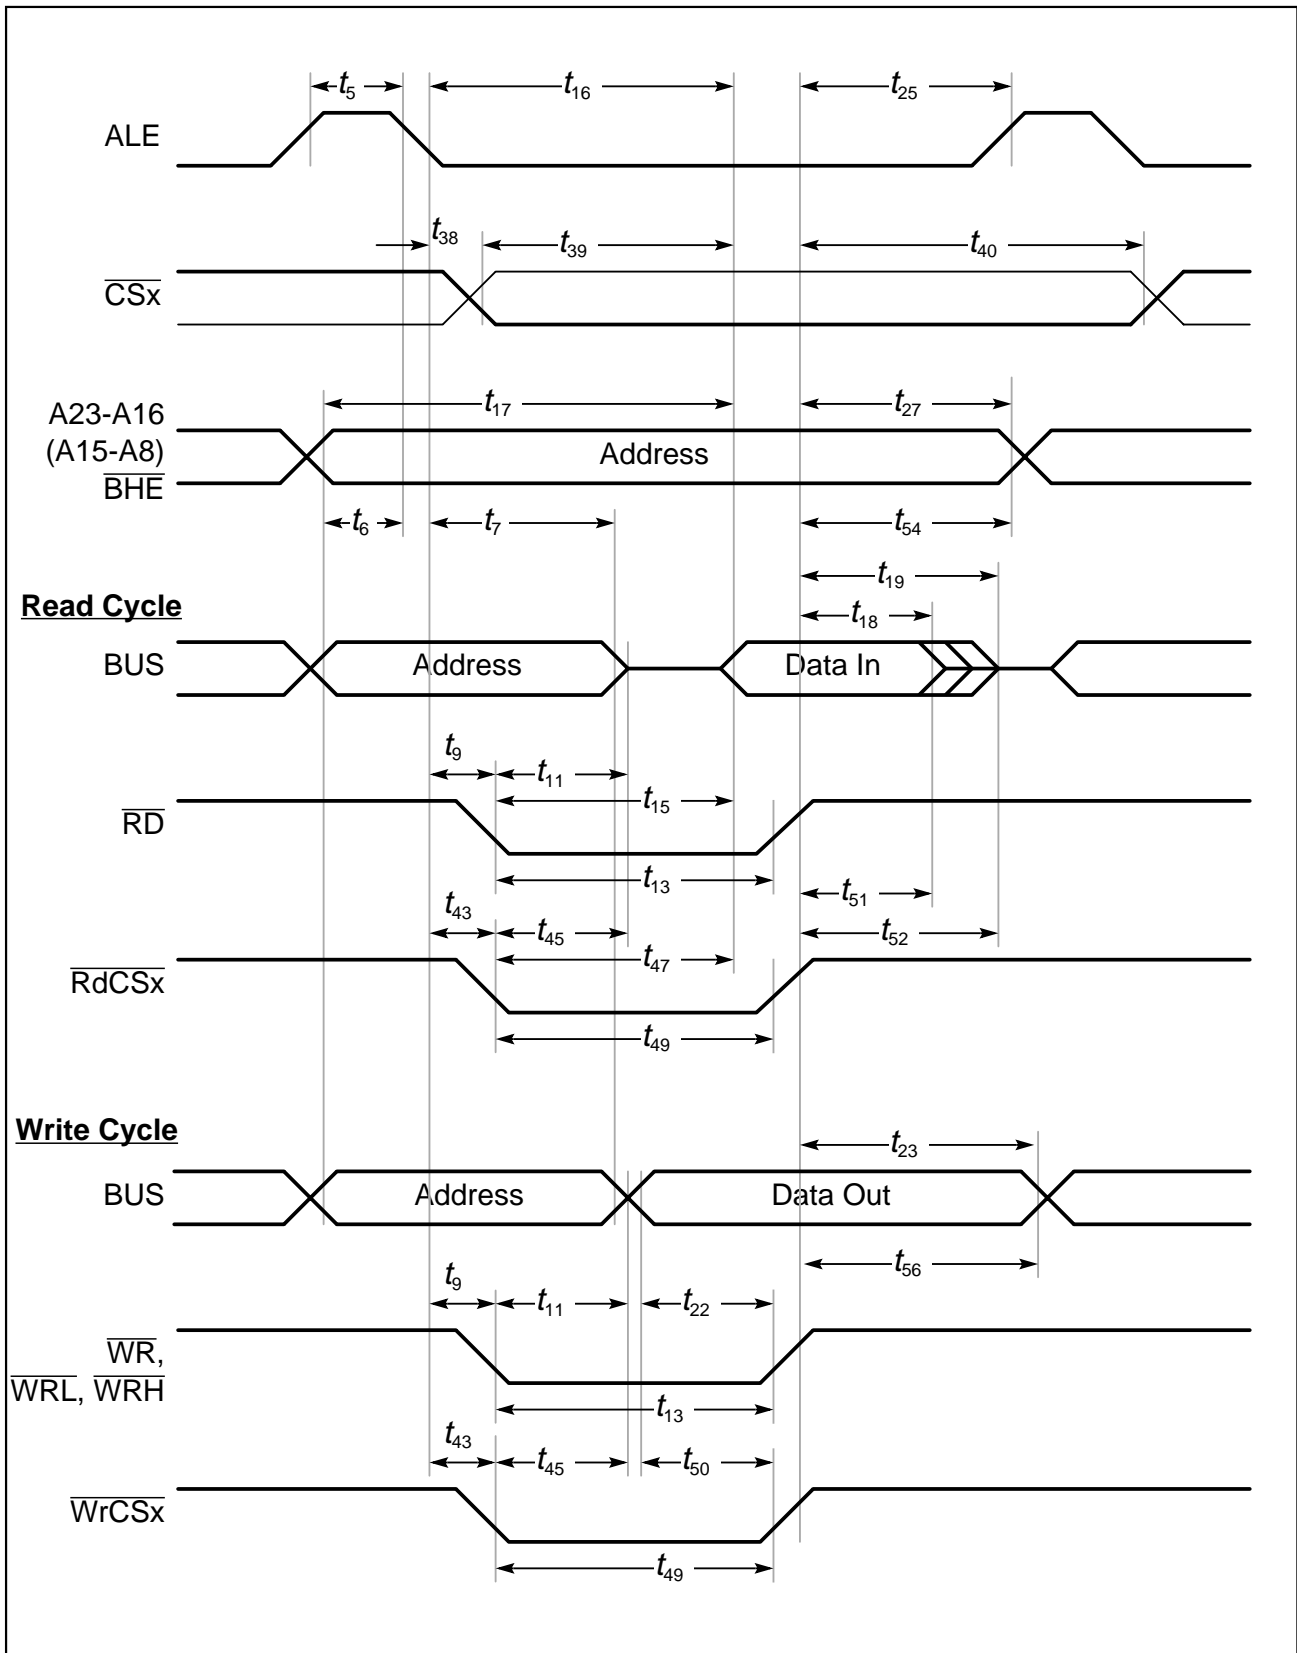 t5 t16 t25
ALE
t38 t39 t40
CSx
t17 t27
A23-A16
(A15-A8)
BHE
Address
t6 t7 t54
t19
Read Cycle
t18
BUS Address Data In
t9
t11
t15
RD
t13
t51
t43
t45 t52
t47
RdCSx
t49
Write Cycle
t23
BUS Address Data Out
t56
t9
t11 t22
WR,
WRL, WRH
t13
t43
t45 t50
WrCSx
t49